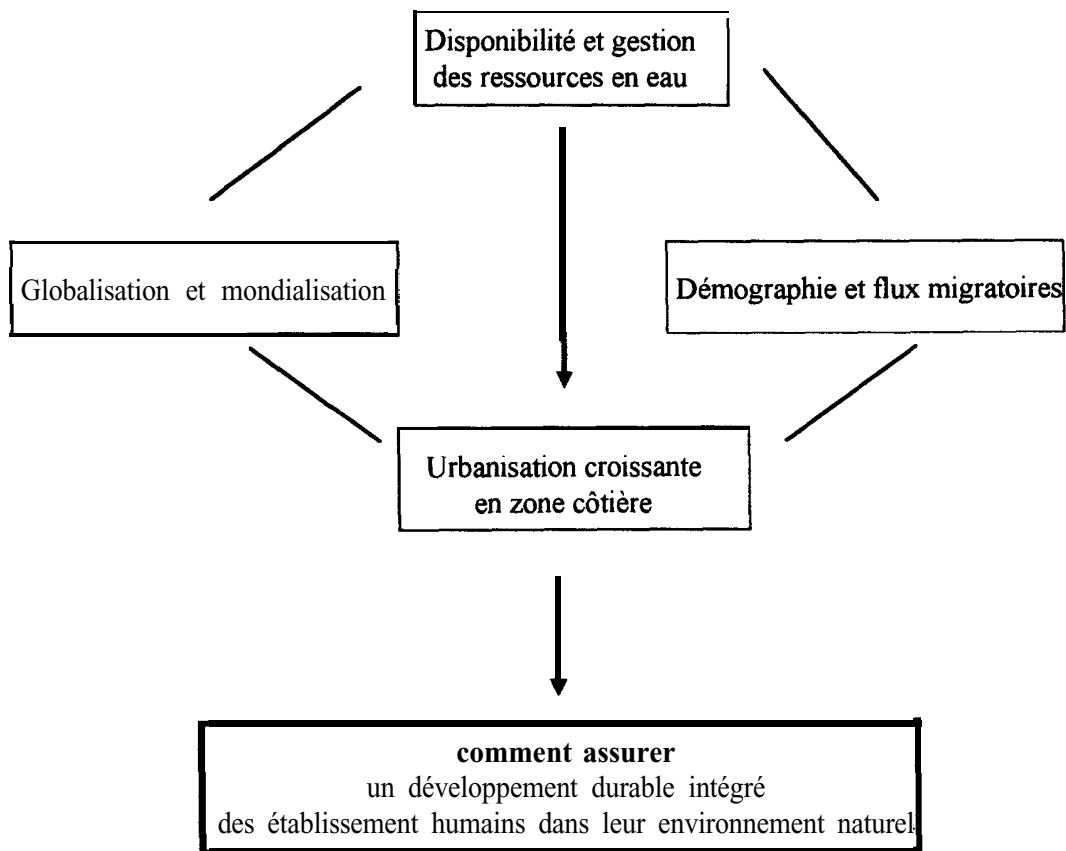 Disponibilité et gestion
des ressources en eau
Globalisation et mondialisation
Démographie et flux migratoires
Urbanisation croissante
en zone côtière
comment assurer
un développement durable intégré
des établissement humains dans leur environnement naturel